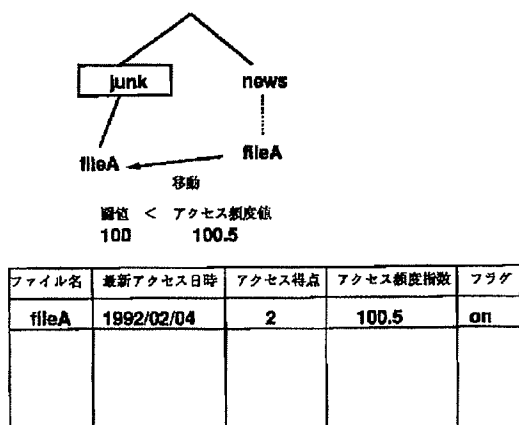 junk news
fileA fileA
移動
閾値 < アクセス頻度値
100 100.5
ファイル名 最新アクセス日時 アクセス得点 アクセス頻度指数 フラグ
fileA 1992/02/04 2 100.5 on